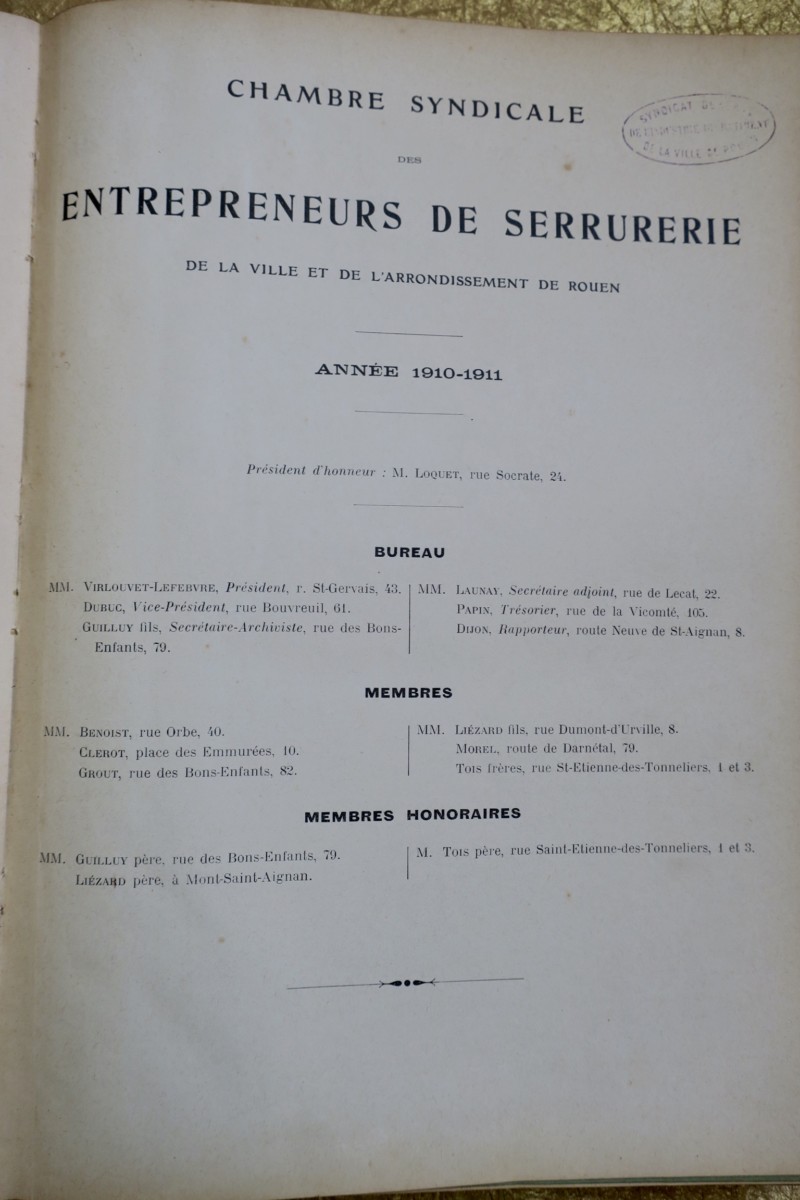 CHAMBRE SYNDICALE
SYNDICAT
DE LA VILLE
DES
ENTREPRENEURS DE SERRURERIE
DE LA VILLE ET DE L'ARRONDISSEMENT DE ROUEN
ANNÉE 1910-1911
Président d'honneur : M. LOQUET, rue Socrate, 24.
BUREAU
MM. VIRLOUVET-LEFEBVRE, Président, r. St-Gervais, 43.
DUBUC, Vice-Président, rue Bouvreuil, 61.
GUILLUY fils, Secrétaire-Archiviste, rue des Bons-
Enfants, 79.
MM. LAUNAY, Secrétaire adjoint, rue de Lecat, 22.
PAPIN, Trésorier, rue de la Vicomté, 105.
DIJON, Rapporteur, route Neuve de St-Aignan, 8.
MEMBRES
MM. BENOIST, rue Orbe, 40.
CLEROT, place des Emmurées, 10.
GROUT, rue des Bons-Enfants, 82.
MM. LIÉZARD fils, rue Dumont-d'Urville, 8.
MOREL, route de Darnétal, 79.
TOIS frères, rue St-Etienne-des-Tonneliers, 1 et 3.
MEMBRES HONORAIRES
MM. GUILLUY père, rue des Bons-Enfants, 79.
LIÉZARD père, à Mont-Saint-Aignan.
M. TOIS père, rue Saint-Etienne-des-Tonneliers, 1 et 3.